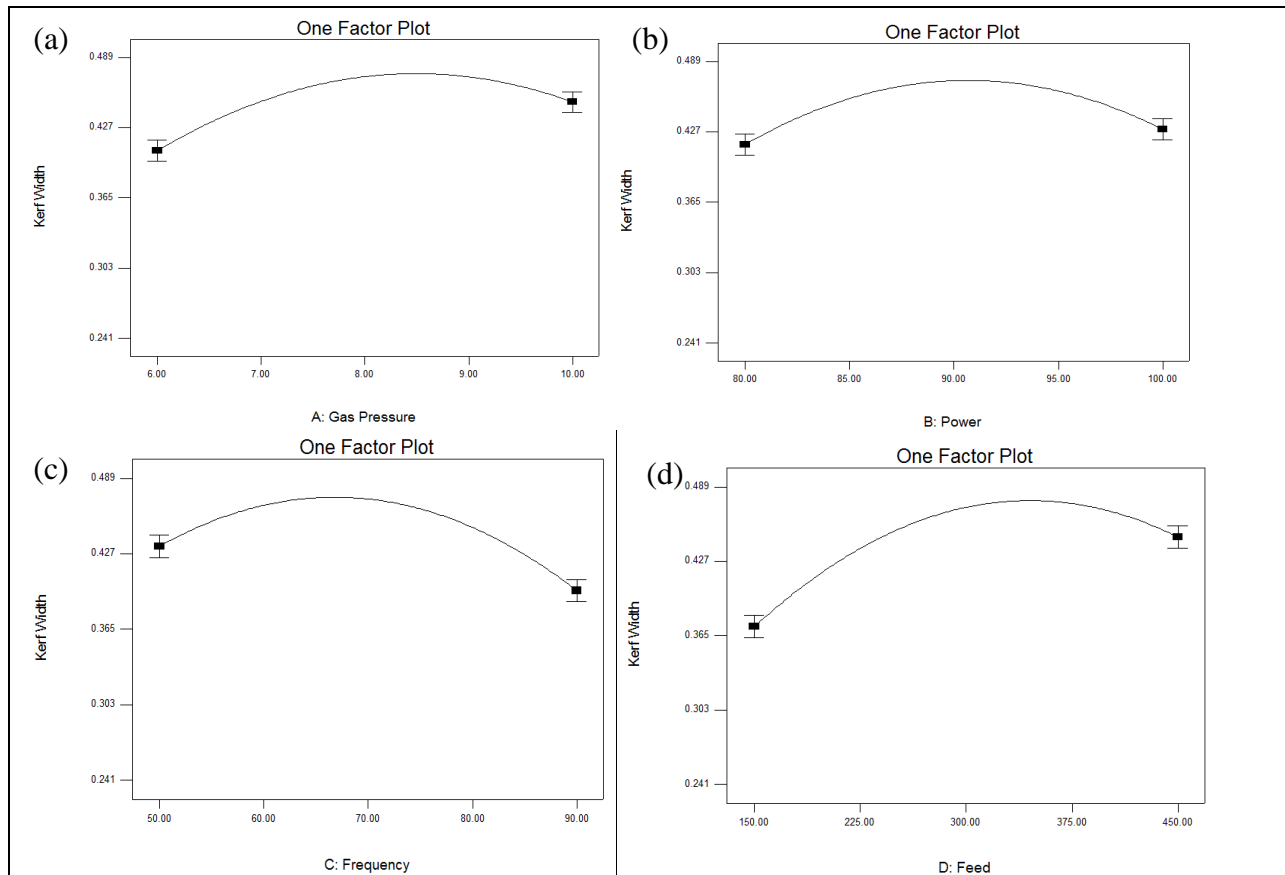 (a)
One Factor Plot
0.489
0.427
0.365
0.303
0.241
Kerf Width
6.00 7.00 8.00 9.00 10.00
A: Gas Pressure
(b)
One Factor Plot
0.489
0.427
0.365
0.303
0.241
Kerf Width
80.00 85.00 90.00 95.00 100.00
B: Power
(c)
One Factor Plot
0.489
0.427
0.365
0.303
0.241
Kerf Width
50.00 60.00 70.00 80.00 90.00
C: Frequency
(d)
One Factor Plot
0.489
0.427
0.365
0.303
0.241
Kerf Width
150.00 225.00 300.00 375.00 450.00
D: Feed